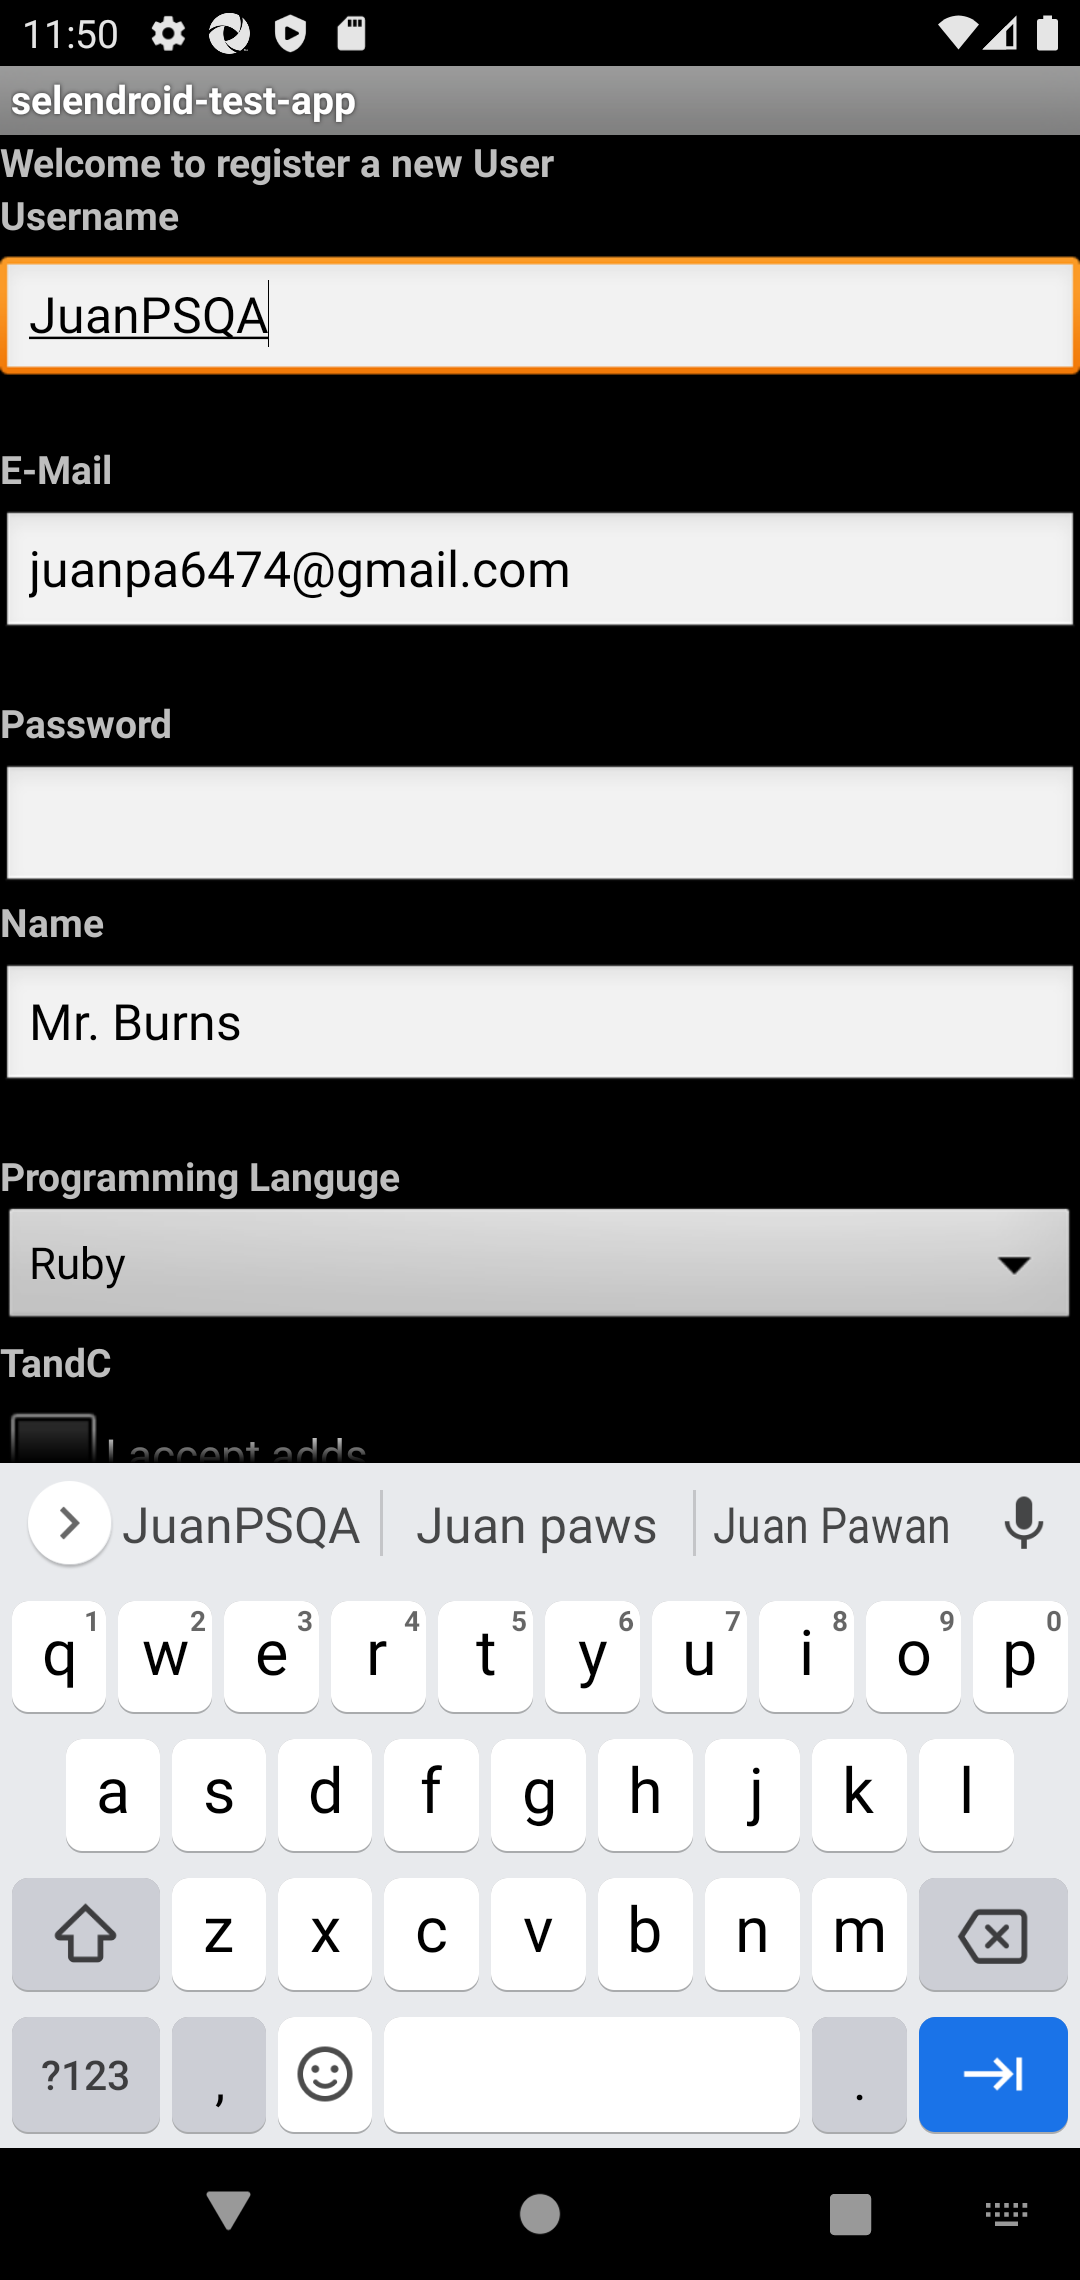 11:50
selendroid-test-app
Welcome to register a new User
Username
JuanPSQA
E-Mail
juanpa6474@gmail.com
Password
Name
Mr. Burns
Programming Languge
Ruby
TandC
I accept adds
JuanPSQA Juan paws Juan Pawan
q 1 w 2 e 3 r 4 t 5 y 6 u 7 i 8 o 9 p 0
a s d f g h j k l
z x c v b n m
?123 , .